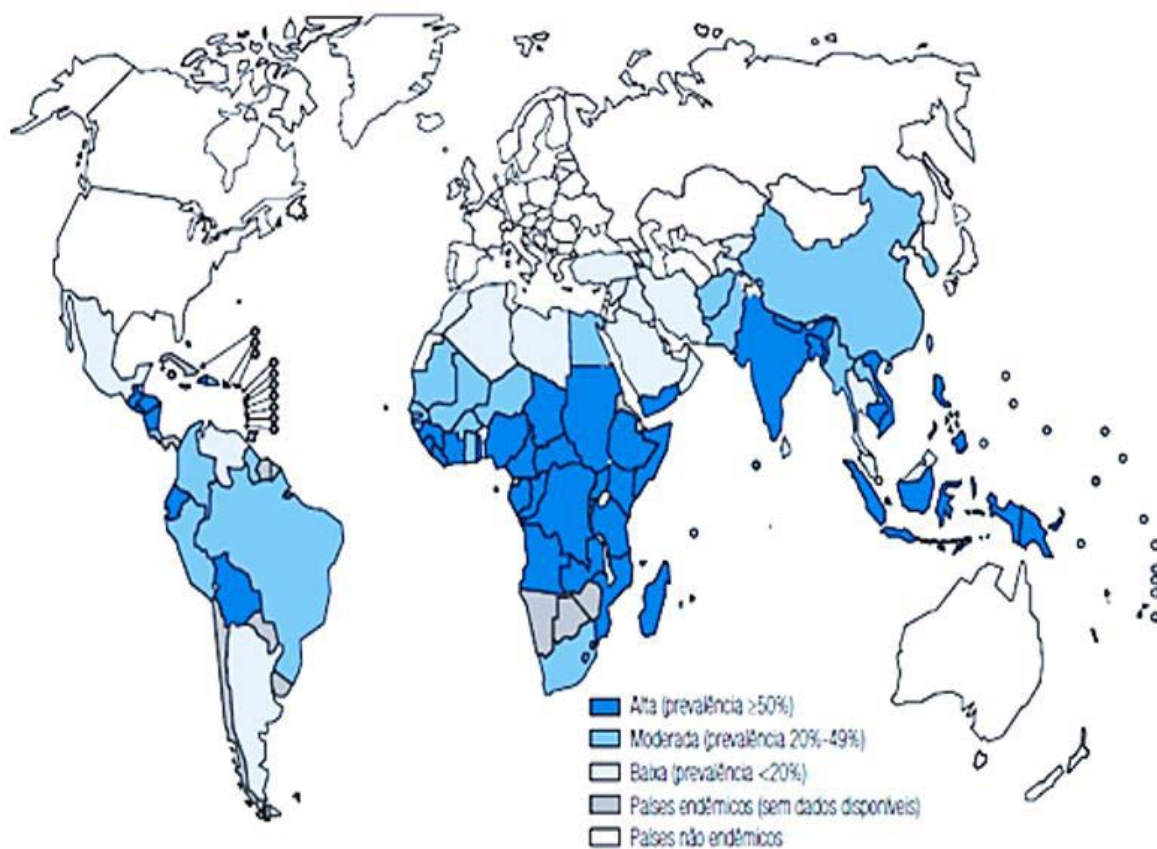 Alta (prevalência ≥50%)
Moderada (prevalência 20%-49%)
Baixa (prevalência <20%)
Países endêmicos (sem dados disponíveis)
Países não endêmicos